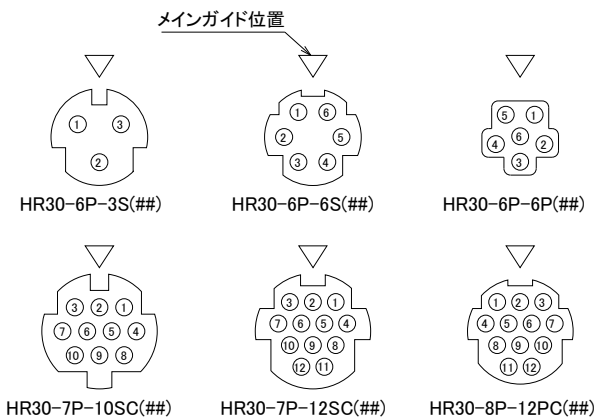 メインガイド位置
① ③
②
HR30-6P-3S(##)
① ⑥
② ⑤
③ ④
HR30-6P-6S(##)
⑤ ①
④ ⑥ ②
③
HR30-6P-6P(##)
③ ② ①
⑦ ⑥ ⑤ ④
⑩ ⑨ ⑧
HR30-7P-10SC(##)
③ ② ①
⑦ ⑥ ⑤ ④
⑩ ⑨ ⑧
⑫ ⑪
HR30-7P-12SC(##)
① ② ③
④ ⑤ ⑥ ⑦
⑧ ⑨ ⑩
⑪ ⑫
HR30-8P-12PC(##)